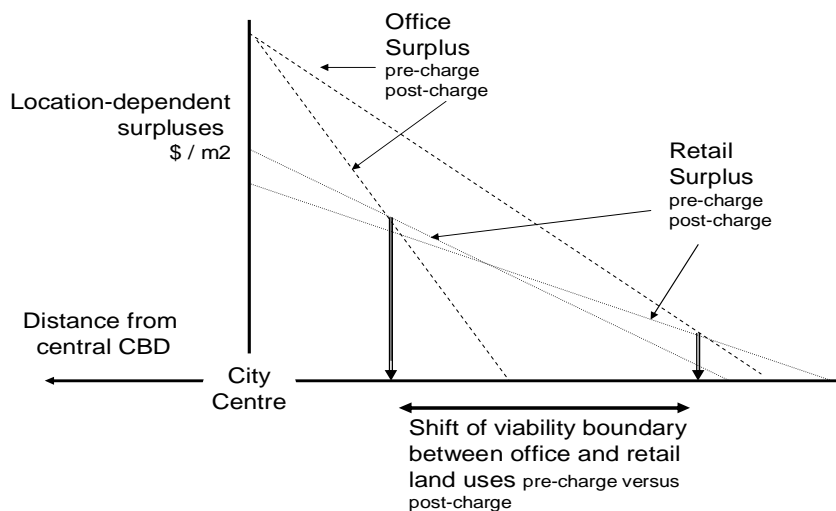 Office
Surplus
pre-charge
post-charge
Location-dependent
surpluses
$ / m2
Retail
Surplus
pre-charge
post-charge
Distance from
central CBD
City
Centre
Shift of viability boundary
between office and retail
land uses pre-charge versus
post-charge